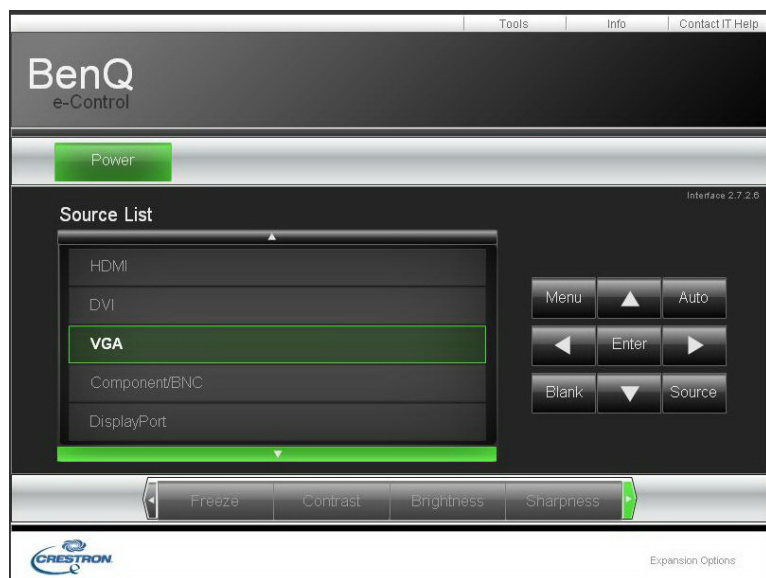 Tools Info Contact IT Help
BenQ
e-Control
Power
Interface 2.7.2.6
Source List
HDMI
DVI
VGA
Component/BNC
DisplayPort
Menu Auto
Enter
Blank Source
Freeze Contrast Brightness Sharpness
CRESTRON
Expansion Options